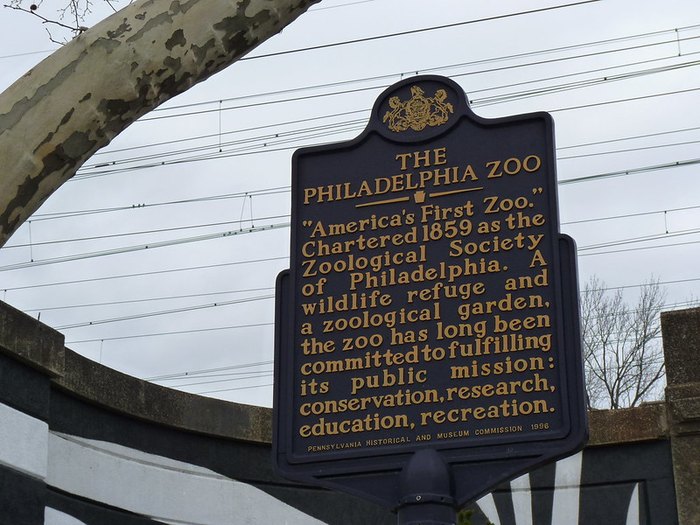 THE
PHILADELPHIA ZOO
"America's First Zoo."
Chartered 1859 as the
Zoological Society
of Philadelphia. A
wildlife refuge and
a zoological garden,
the zoo has long been
committed to fulfilling
its public mission:
conservation, research,
education, recreation.
PENNSYLVANIA HISTORICAL AND MUSEUM COMMISSION 1996